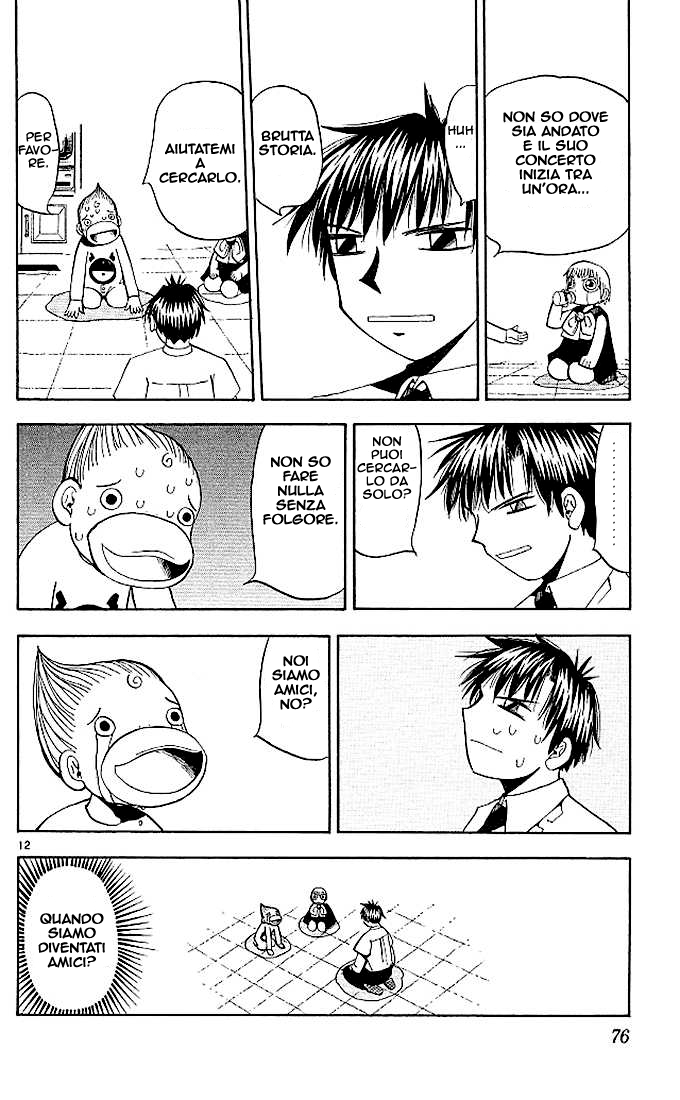 NON SO DOVE
SIA ANDATO
E IL SUO
CONCERTO
INIZIA TRA
UN'ORA...
HUH
...
BRUTTA
STORIA.
AIUTATEMI
A
CERCARLO.
PER
FAVO-
RE.
..........
NON
PUOI
CERCAR-
LO DA
SOLO?
NON SO
FARE
NULLA
SENZA
FOLGORE.
NOI
SIAMO
AMICI,
NO?
12
QUANDO
SIAMO
DIVENTATI
AMICI?
76